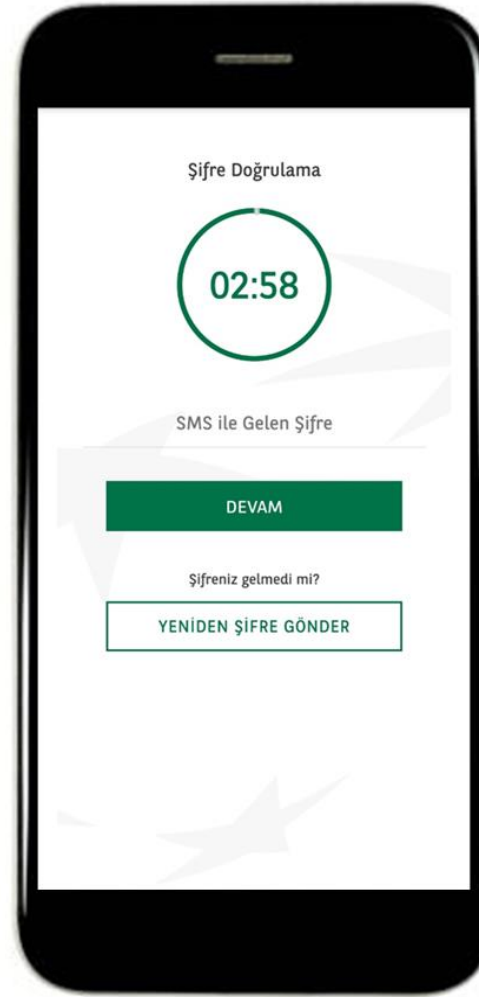 Şifre Doğrulama
02:58
SMS ile Gelen Şifre
DEVAM
Şifreniz gelmedi mi?
YENİDEN ŞİFRE GÖNDER